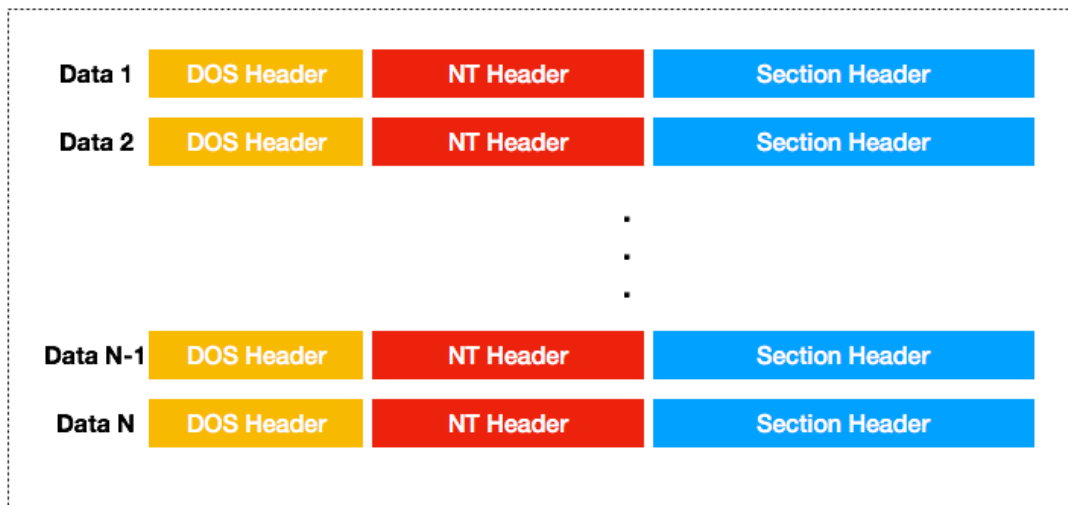 Data 1 DOS Header NT Header Section Header
Data 2 DOS Header NT Header Section Header
.
.
.
Data N-1 DOS Header NT Header Section Header
Data N DOS Header NT Header Section Header